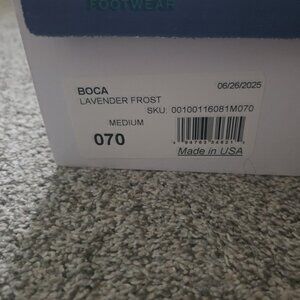 FOOTWEAR
BOCA 06/26/2025
LAVENDER FROST
SKU: 00100116081M070
MEDIUM
070
Made in USA